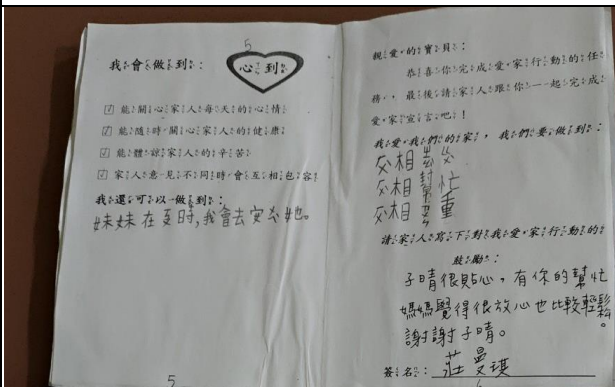 5
我會做到：
心到
☑ 能關心家人每天的心情
☑ 能隨時關心家人的健康
☑ 能體諒家人的辛苦
☑ 家人意見不同時會互相包容
我還可以做到：
妹妹在哭時，我會去安慰她。
5
親愛的寶貝：
恭喜你完成愛家行動的任
務，最後請家人跟你一起完成
愛家宣言吧！
我愛我們的家，我們要做到：
互相
互相幫忙
互相尊重
請家人寫下對我愛家行動的
鼓勵：
子晴很貼心，有你的幫忙
媽媽覺得很放心也比較輕鬆。
謝謝子晴。
簽名：莊曼琪